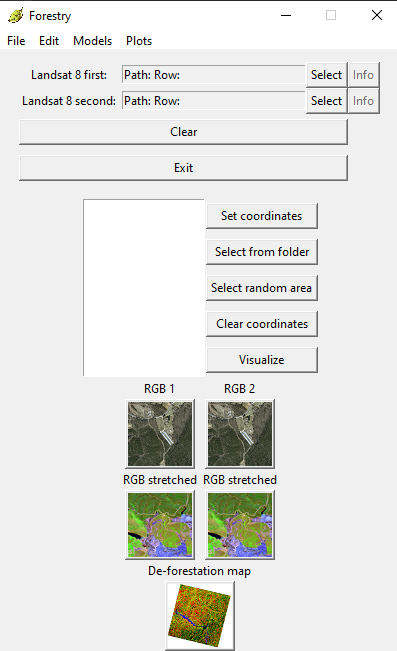 Forestry
File Edit Models Plots
Landsat 8 first: Path: Row: Select Info
Landsat 8 second: Path: Row: Select Info
Clear
Exit
Set coordinates
Select from folder
Select random area
Clear coordinates
Visualize
RGB 1 RGB 2
RGB stretched RGB stretched
De-forestation map